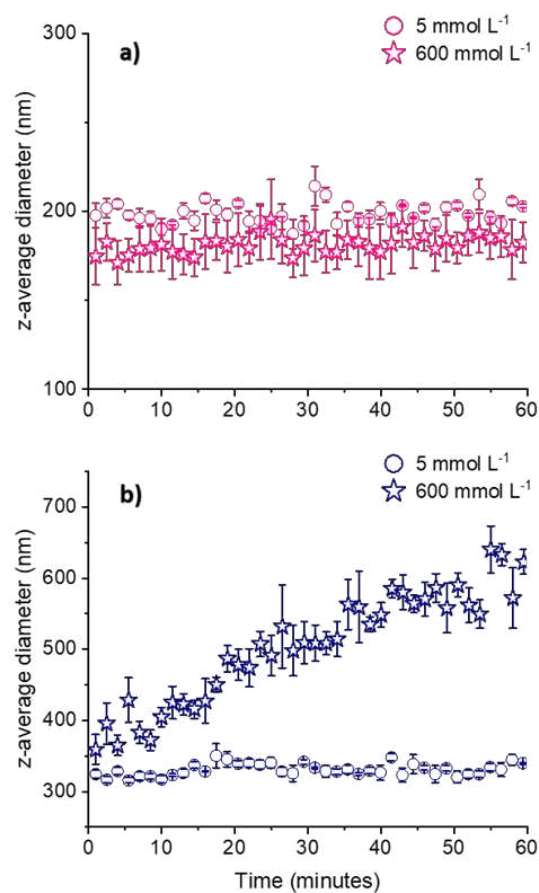 a)
5 mmol L⁻¹
600 mmol L⁻¹
z-average diameter (nm)
300
200
100
0 10 20 30 40 50 60
b)
5 mmol L⁻¹
600 mmol L⁻¹
z-average diameter (nm)
700
600
500
400
300
0 10 20 30 40 50 60
Time (minutes)